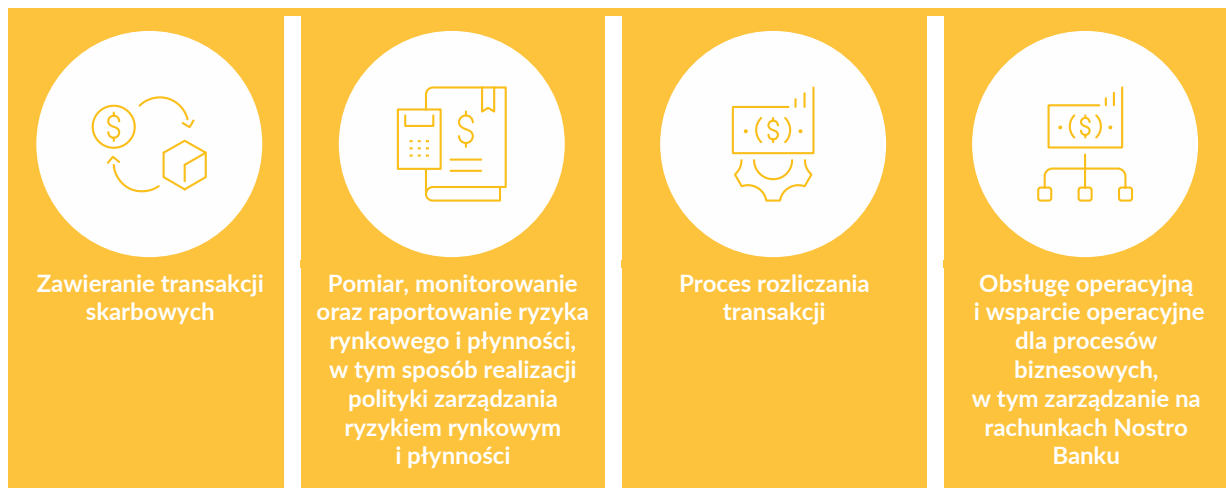 $
$
($)
($)
Zawieranie transakcji
skarbowych
Pomiar, monitorowanie
oraz raportowanie ryzyka
rynkowego i płynności,
w tym sposób realizacji
polityki zarządzania
ryzykiem rynkowym
i płynności
Proces rozliczania
transakcji
Obsługę operacyjną
i wsparcie operacyjne
dla procesów
biznesowych,
w tym zarządzanie na
rachunkach Nostro
Banku